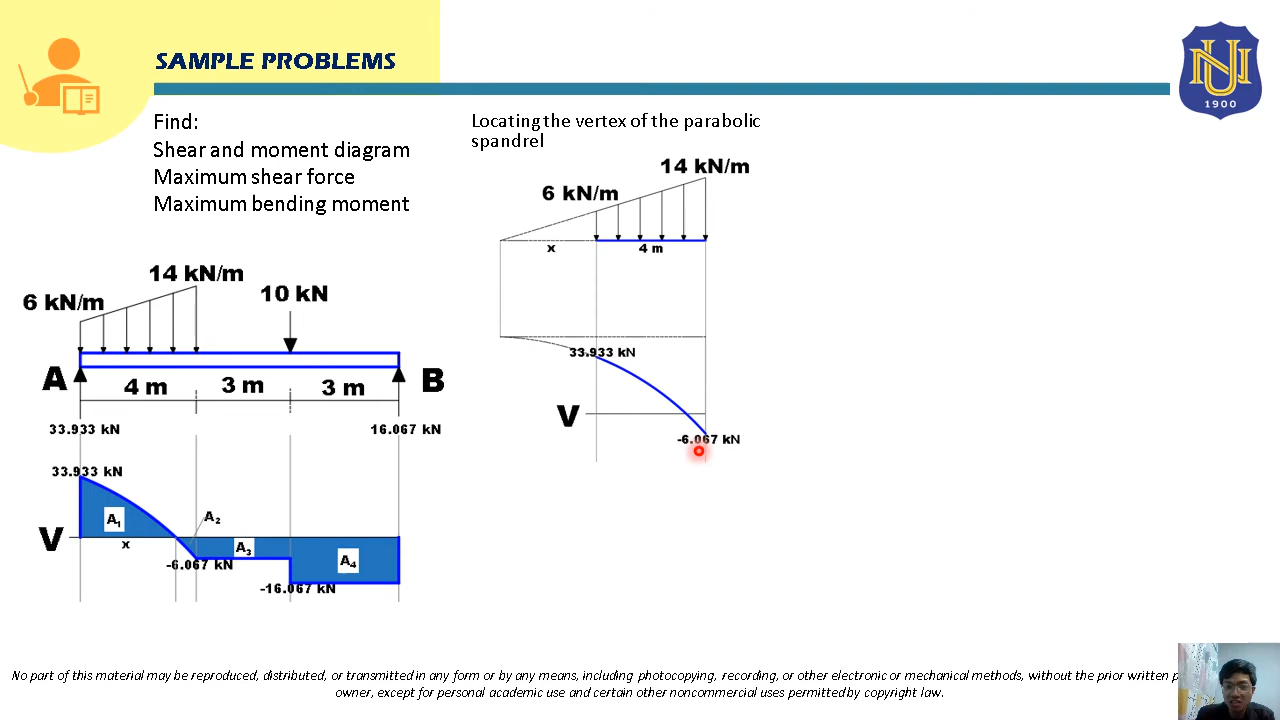 SAMPLE PROBLEMS
NU
1900
Find:
Shear and moment diagram
Maximum shear force
Maximum bending moment
Locating the vertex of the parabolic
spandrel
14 kN/m
6 kN/m
x
4 m
33.933 kN
V
-6.067 kN
14 kN/m
6 kN/m
10 kN
A
4 m
3 m
3 m
B
33.933 kN
16.067 kN
33.933 kN
A₁
A₂
V
x
A₃
-6.067 kN
A₄
-16.067 kN
No part of this material may be reproduced, distributed, or transmitted in any form or by any means, including photocopying, recording, or other electronic or mechanical methods, without the prior written p
owner, except for personal academic use and certain other noncommercial uses permitted by copyright law.